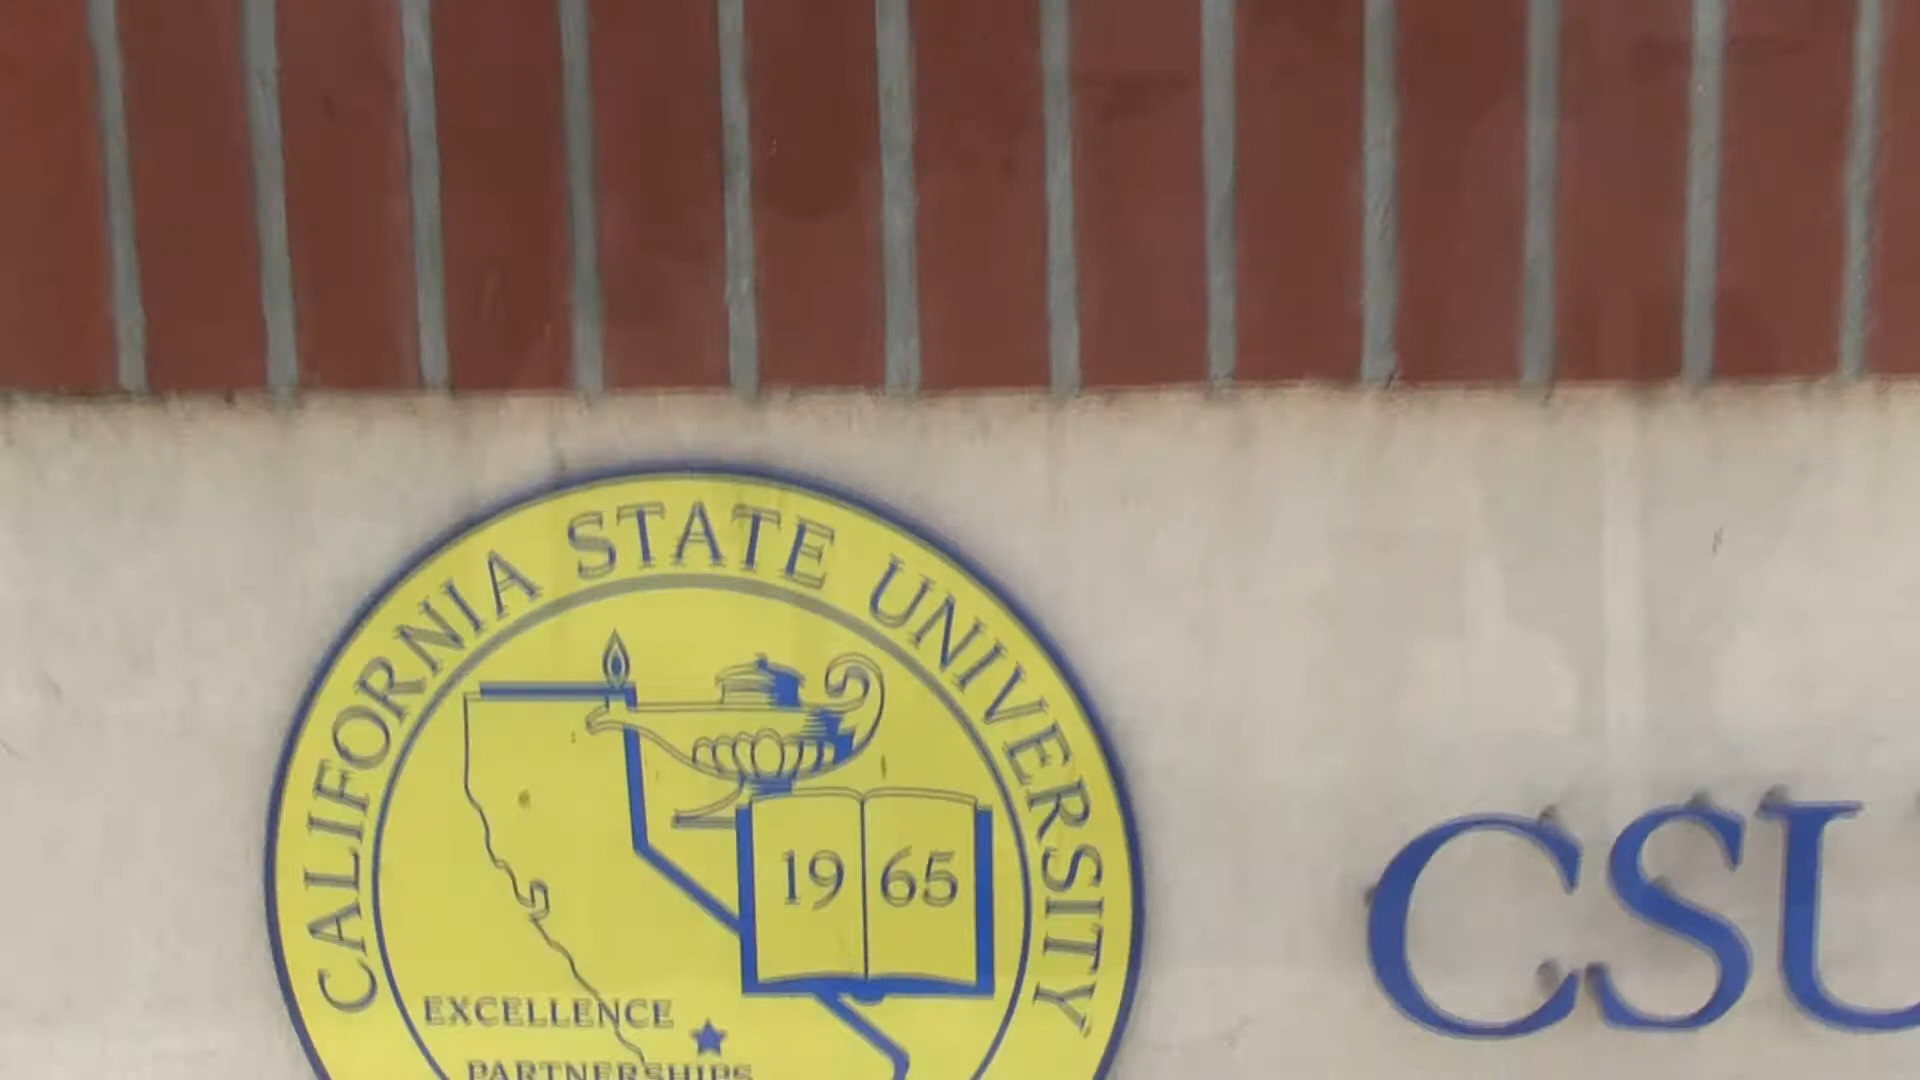 CALIFORNIA STATE UNIVERSITY
19 65
EXCELLENCE
PARTNERSHIPS
CSU